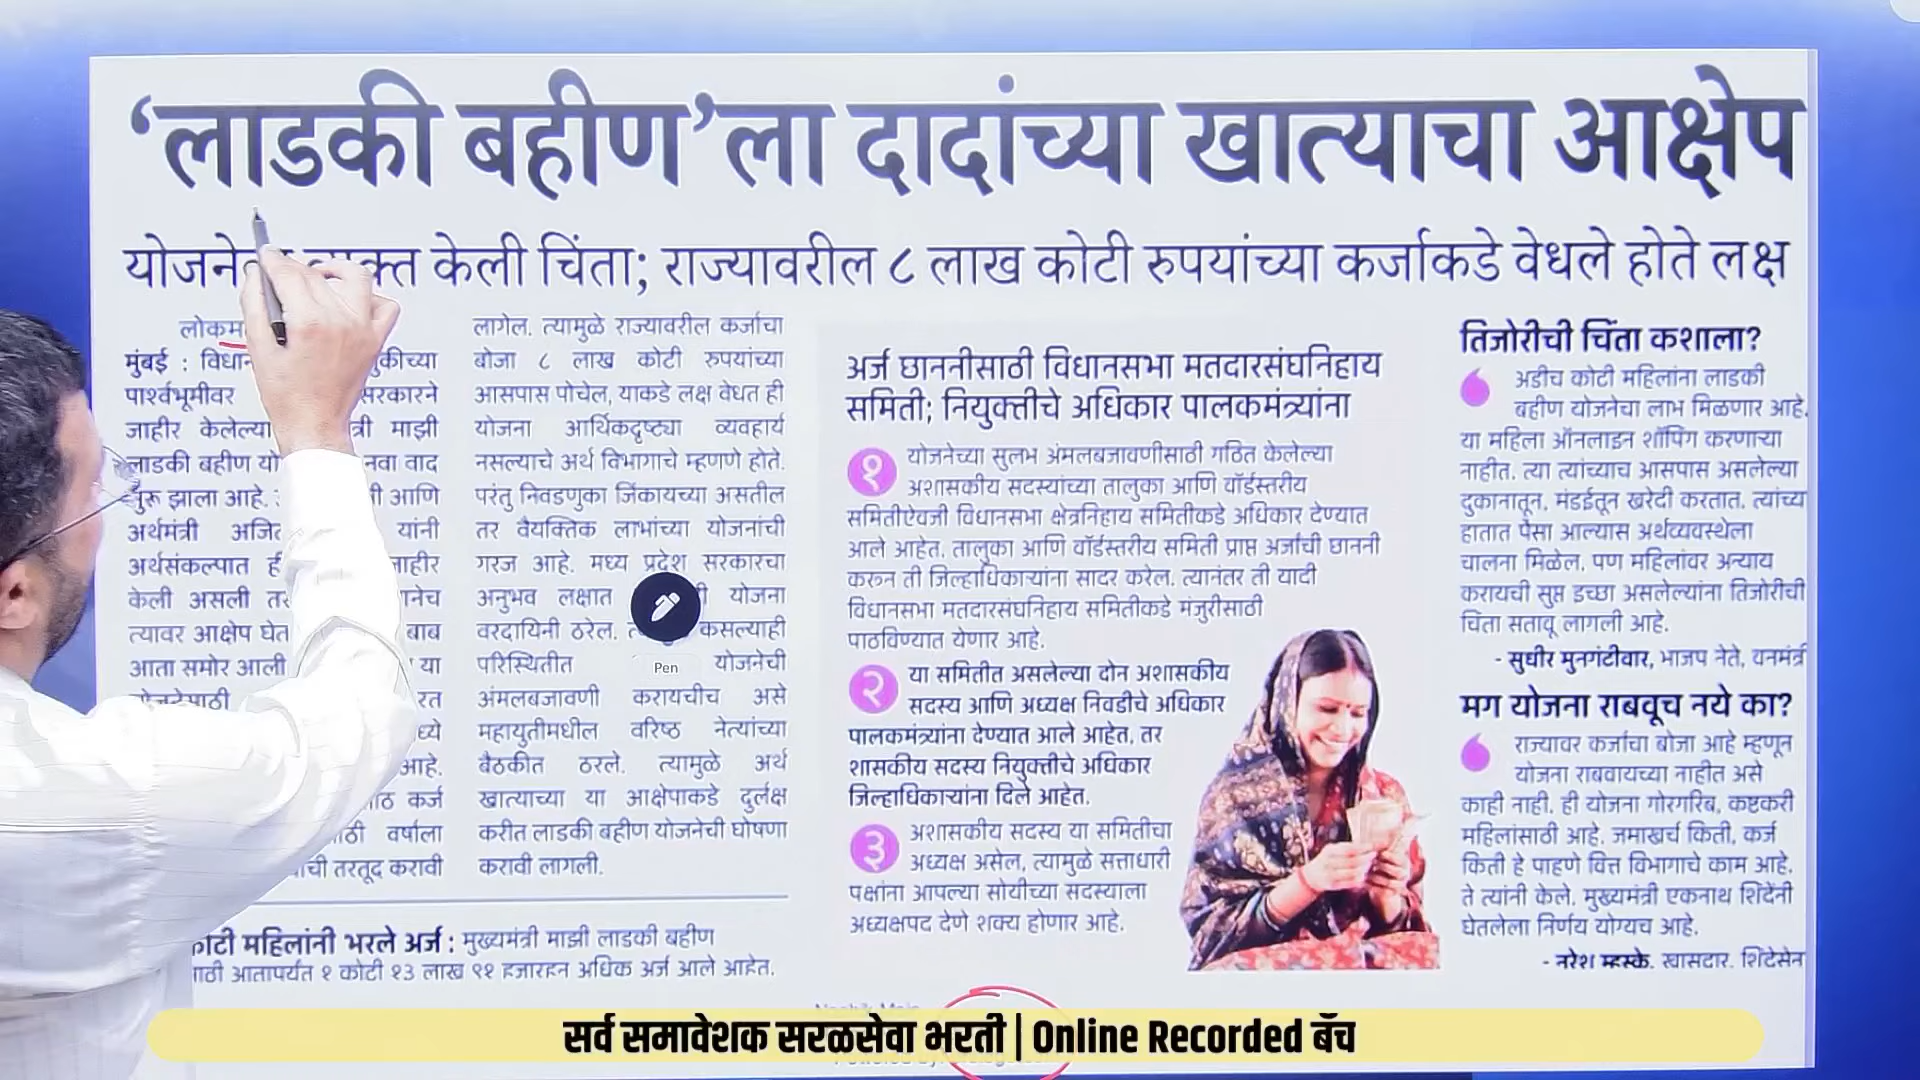 ‘लाडकी बहीण’ला दादांच्या खात्याचा आक्षेप
व्यक्त केली चिंता; राज्यावरील ८ लाख कोटी रुपयांच्या कर्जाकडे वेधले होते लक्ष
मुंबई :
पार्श्वभूमीवर सरकारने
जाहीर केलेल्या माझी
लाडकी बहीण नवा वाद
सुरू झाला आहे. आणि
अर्थमंत्री यांनी
अर्थसंकल्पात जाहीर
केली असली
त्यावर आक्षेप बाब
आता समोर आली या
आहे.
कर्ज
वर्षाला
तरतूद करावी
लागेल. त्यामुळे राज्यावरील कर्जाचा
बोजा ८ लाख कोटी रुपयांच्या
आसपास पोचेल, याकडे लक्ष वेधत ही
योजना आर्थिकदृष्ट्या व्यवहार्य
नसल्याचे अर्थ विभागाचे म्हणणे होते.
परंतु निवडणुका जिंकायच्या असतील
तर वैयक्तिक लाभांच्या योजनांची
गरज आहे. मध्य प्रदेश सरकारचा
अनुभव लक्षात योजना
वरदायिनी ठरेल. कसल्याही
परिस्थितीत योजनेची
अंमलबजावणी करायचीच असे
महायुतीमधील वरिष्ठ नेत्यांच्या
बैठकीत ठरले. त्यामुळे अर्थ
खात्याच्या या आक्षेपाकडे दुर्लक्ष
करीत लाडकी बहीण योजनेची घोषणा
करावी लागली.
महिलांनी भरले अर्ज : मुख्यमंत्री माझी लाडकी बहीण
आतापर्यंत १ कोटी १३ लाख ९१ हजारहून अधिक अर्ज आले आहेत.
अर्ज छाननीसाठी विधानसभा मतदारसंघनिहाय
समिती; नियुक्तीचे अधिकार पालकमंत्र्यांना
१ योजनेच्या सुलभ अंमलबजावणीसाठी गठित केलेल्या
अशासकीय सदस्यांच्या तालुका आणि वॉर्डस्तरीय
समितीऐवजी विधानसभा क्षेत्रनिहाय समितीकडे अधिकार देण्यात
आले आहेत. तालुका आणि वॉर्डस्तरीय समिती प्राप्त अर्जांची छाननी
करून ती जिल्हाधिकाऱ्यांना सादर करेल. त्यानंतर ती यादी
विधानसभा मतदारसंघनिहाय समितीकडे मंजुरीसाठी
पाठविण्यात येणार आहे.
२ या समितीत असलेल्या दोन अशासकीय
सदस्य आणि अध्यक्ष निवडीचे अधिकार
पालकमंत्र्यांना देण्यात आले आहेत, तर
शासकीय सदस्य नियुक्तीचे अधिकार
जिल्हाधिकाऱ्यांना दिले आहेत.
३ अशासकीय सदस्य या समितीचा
अध्यक्ष असेल, त्यामुळे सत्ताधारी
पक्षांना आपल्या सोयीच्या सदस्याला
अध्यक्षपद देणे शक्य होणार आहे.
तिजोरीची चिंता कशाला?
अडीच कोटी महिलांना लाडकी
बहीण योजनेचा लाभ मिळणार आहे.
या महिला ऑनलाइन शॉपिंग करणाऱ्या
नाहीत. त्या त्यांच्याच आसपास असलेल्या
दुकानातून, मंडईतून खरेदी करतात. त्यांच्या
हातात पैसा आल्यास अर्थव्यवस्थेला
चालना मिळेल, पण महिलांवर अन्याय
करायची सुप्त इच्छा असलेल्यांना तिजोरीची
चिंता सतावू लागली आहे.
- सुधीर मुनगंटीवार, भाजप नेते, वनमंत्री
मग योजना राबवूच नये का?
राज्यावर कर्जाचा बोजा आहे म्हणून
योजना राबवायच्या नाहीत असे
काही नाही. ही योजना गोरगरिब, कष्टकरी
महिलांसाठी आहे. जमाखर्च किती, कर्ज
किती हे पाहणे वित्त विभागाचे काम आहे.
ते त्यांनी केले. मुख्यमंत्री एकनाथ शिंदेंनी
घेतलेला निर्णय योग्यच आहे.
- नरेश म्हस्के, खासदार, शिंदेसेना
Pen
सर्व समावेशक सरळसेवा भरती | Online Recorded बॅच